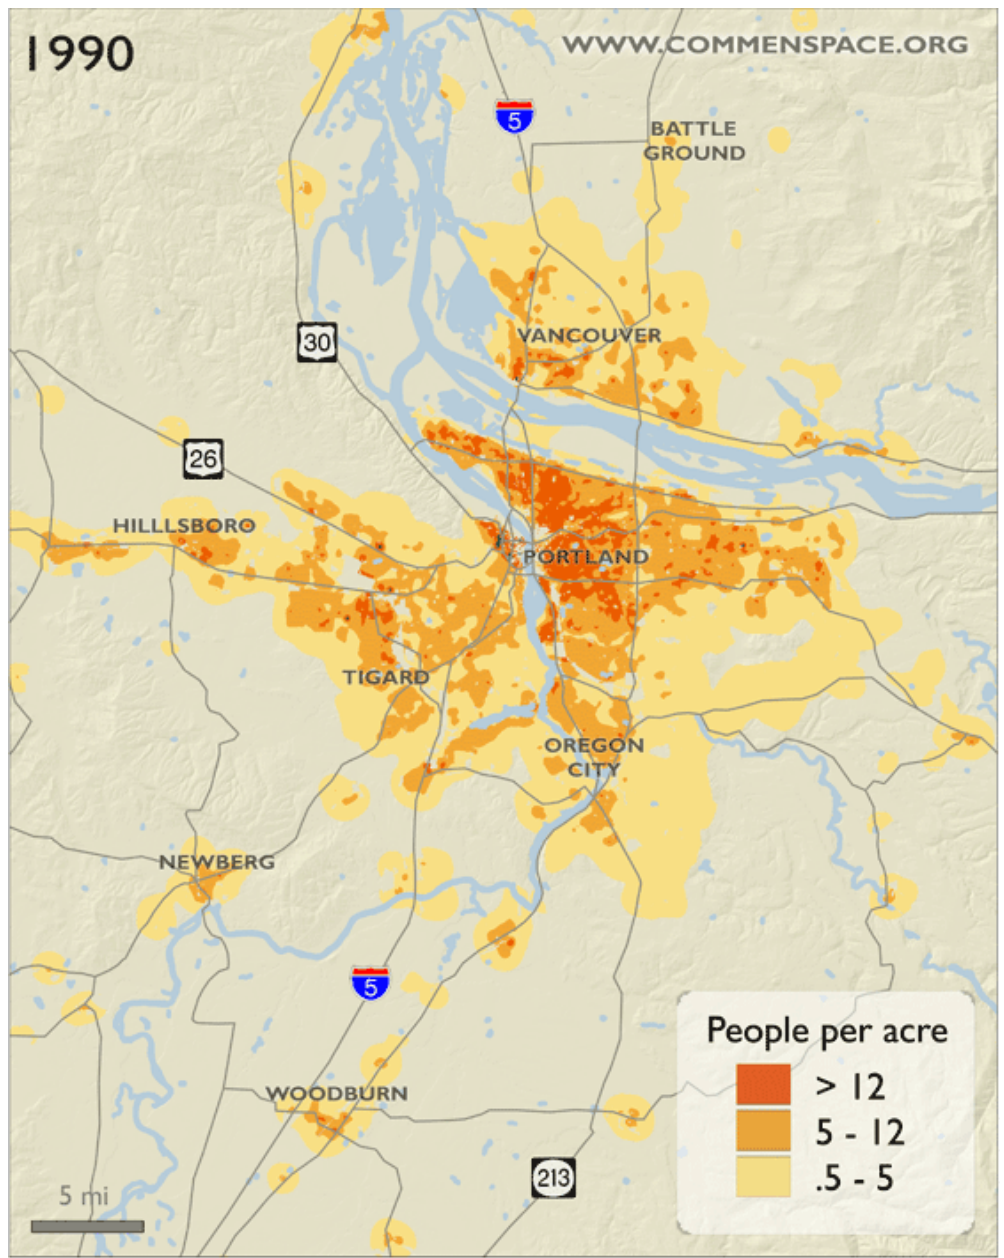 1990
WWW.COMMENSPACE.ORG
5
BATTLE
GROUND
VANCOUVER
30
26
HILLLSBORO
PORTLAND
TIGARD
OREGON
CITY
NEWBERG
5
WOODBURN
213
People per acre
> 12
5 - 12
.5 - 5
5 mi